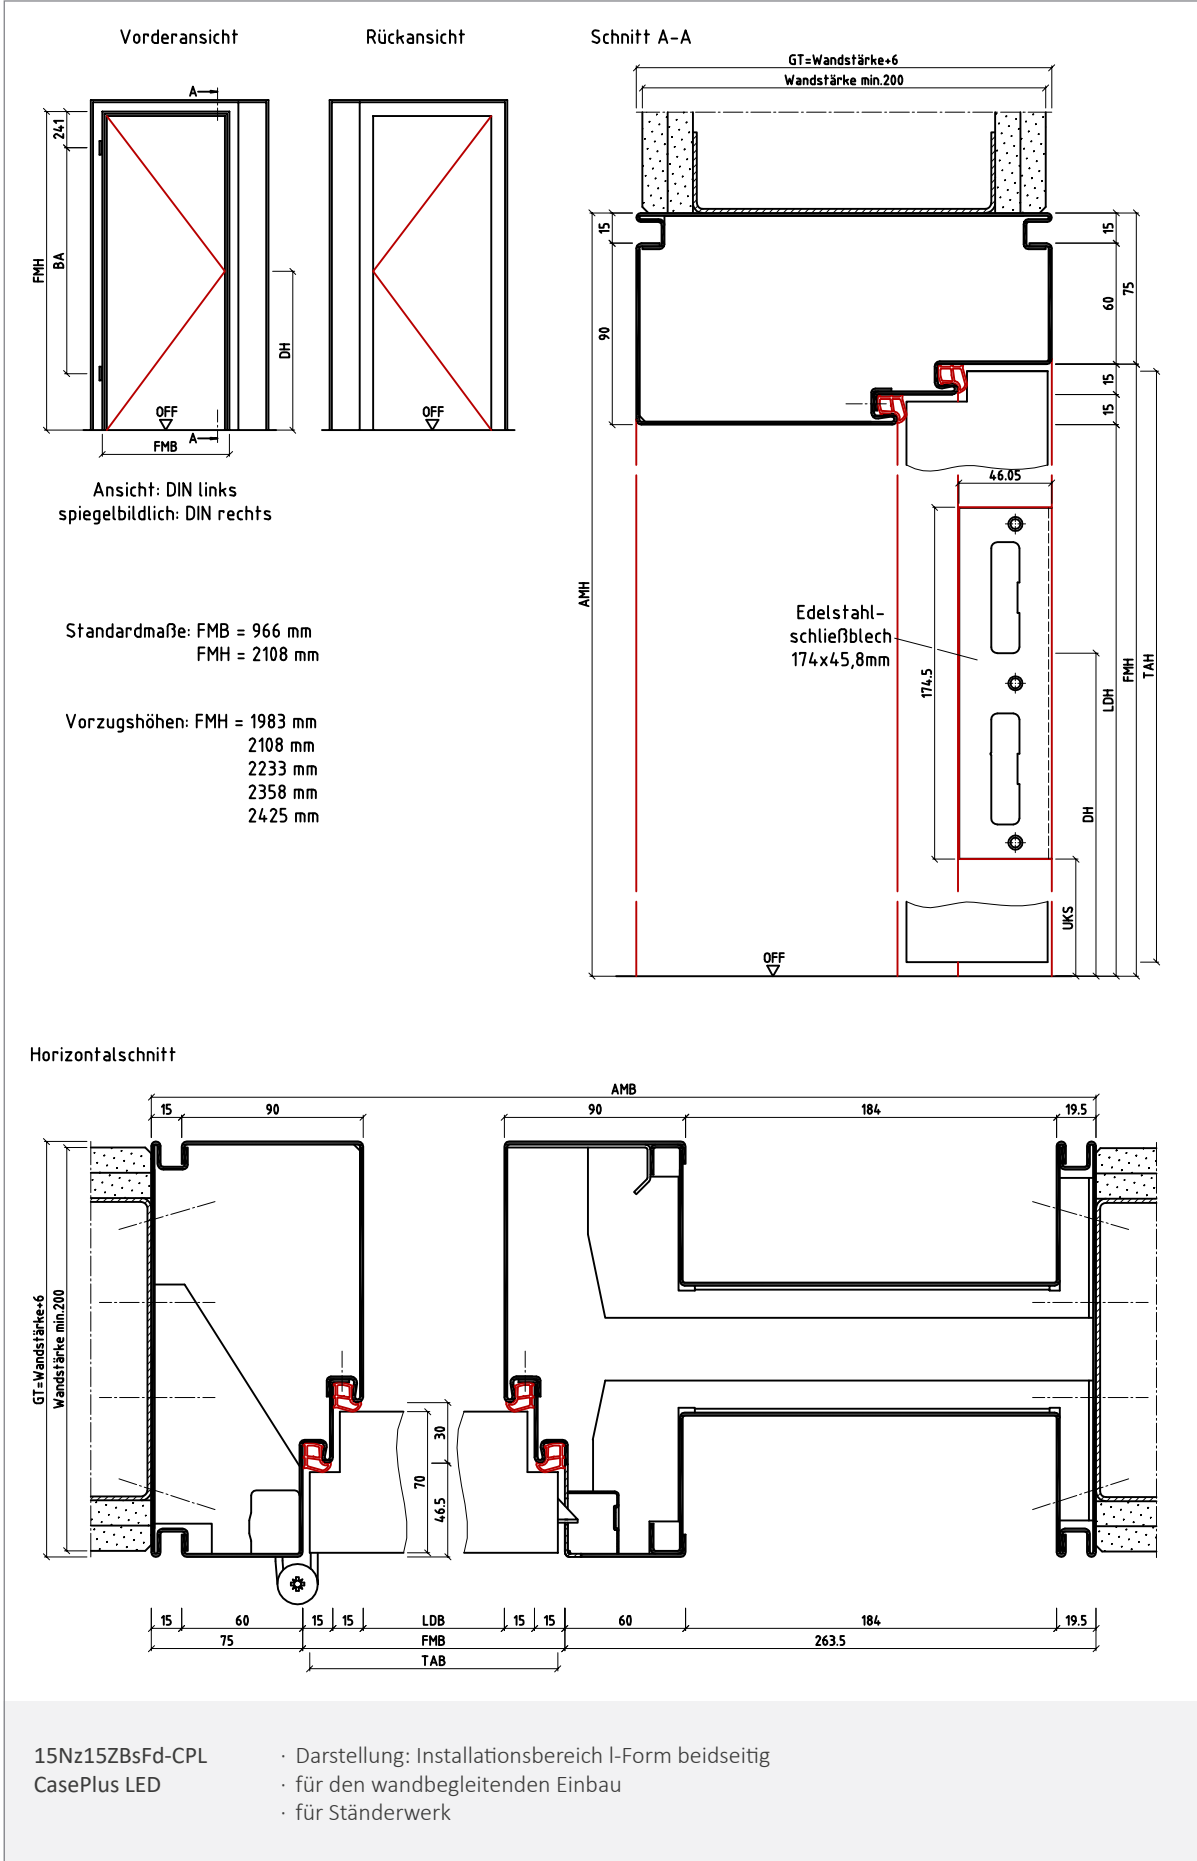 Vorderansicht
Rückansicht
Schnitt A-A
GT=Wandstärke+6
Wandstärke min.200
A
241
BA
FMH
DH
OFF
A
FMB
OFF
Ansicht: DIN links
spiegelbildlich: DIN rechts
Standardmaße: FMB = 966 mm
FMH = 2108 mm
Vorzugshöhen: FMH = 1983 mm
2108 mm
2233 mm
2358 mm
2425 mm
15
90
AMH
15
60
75
15
15
46.05
174.5
Edelstahl-
schließblech
174x45,8mm
DH
LDH
FMH
TAH
UKS
OFF
Horizontalschnitt
AMB
15
90
90
184
19.5
GT=Wandstärke+6
Wandstärke min.200
30
70
46.5
15
60
15
15
LDB
15
15
60
184
19.5
75
FMB
263.5
TAB
15Nz15ZBsFd-CPL
CasePlus LED
· Darstellung: Installationsbereich I-Form beidseitig
· für den wandbegleitenden Einbau
· für Ständerwerk